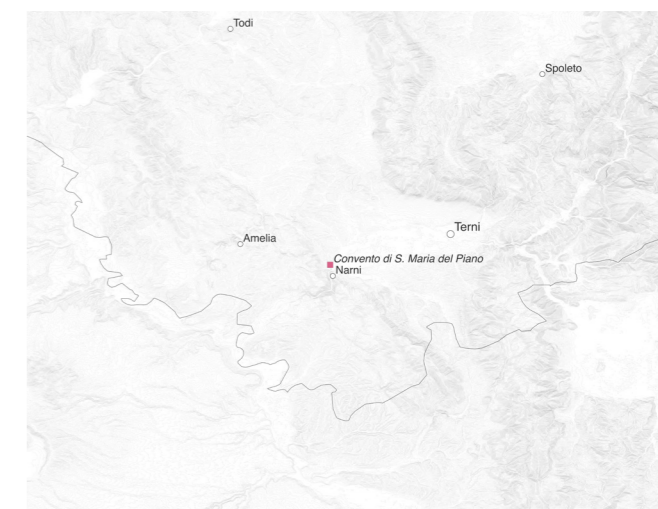 Todi
Spoleto
Terni
Amelia
Convento di S. Maria del Piano
Narni